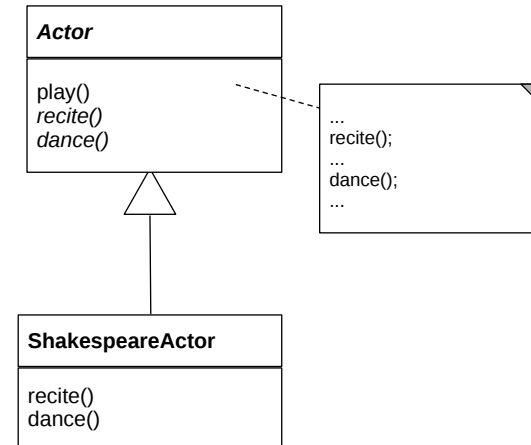 Actor
play()
recite()
dance()
...
recite();
...
dance();
...
ShakespeareActor
recite()
dance()